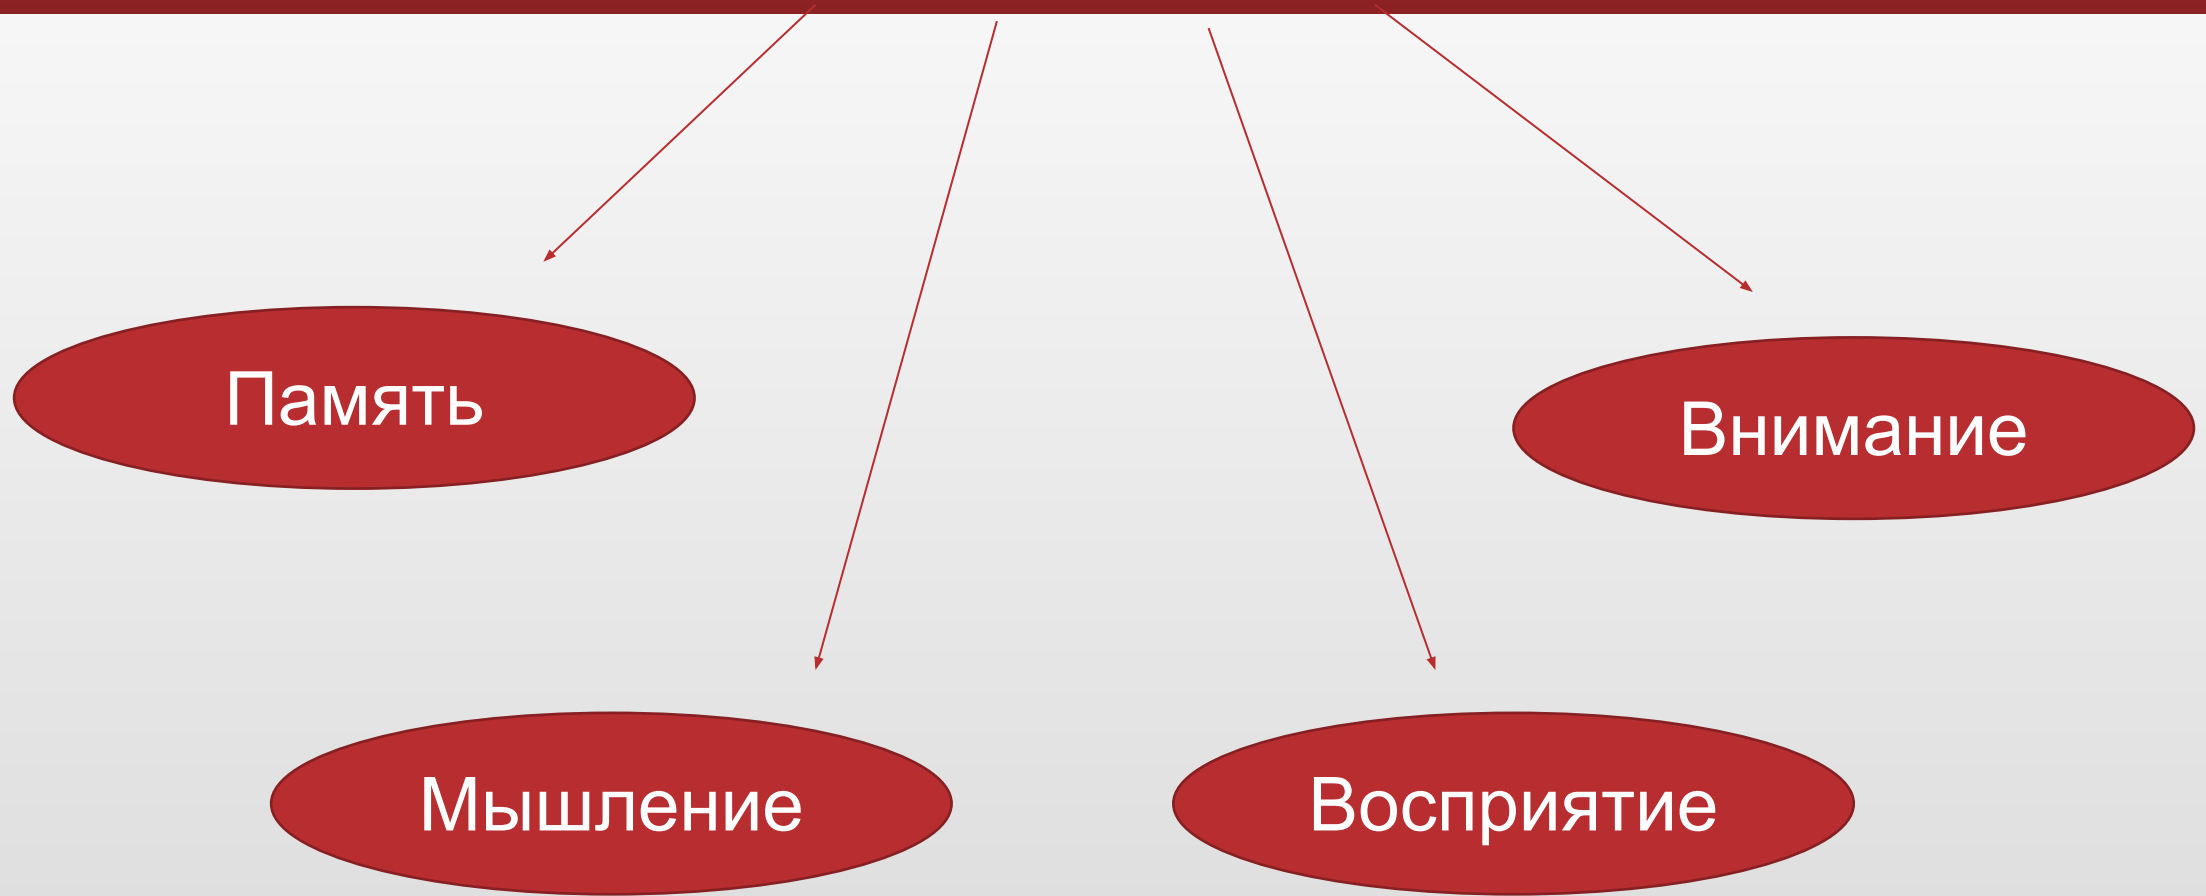 Память
Внимание
Мышление
Восприятие